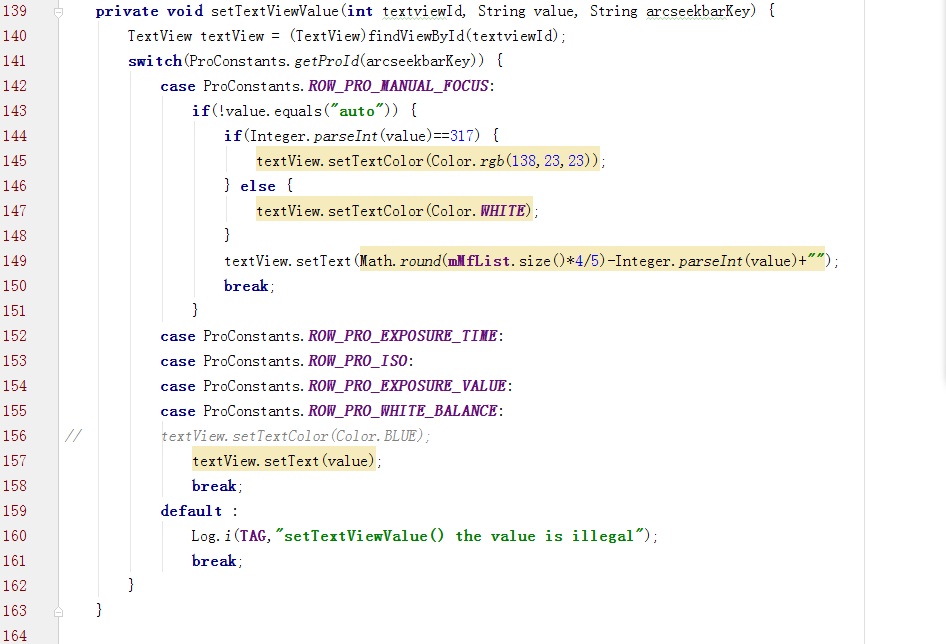 139 private void setTextViewValue(int textviewId, String value, String arcseekbarKey) {
140 TextView textView = (TextView)findViewById(textviewId);
141 switch(ProConstants.getProId(arcseekbarKey)) {
142 case ProConstants.ROW_PRO_MANUAL_FOCUS:
143 if(!value.equals("auto")) {
144 if(Integer.parseInt(value)==317) {
145 textView.setTextColor(Color.rgb(138,23,23));
146 } else {
147 textView.setTextColor(Color.WHITE);
148 }
149 textView.setText(Math.round(mMfList.size()*4/5)-Integer.parseInt(value)+"");
150 break;
151 }
152 case ProConstants.ROW_PRO_EXPOSURE_TIME:
153 case ProConstants.ROW_PRO_ISO:
154 case ProConstants.ROW_PRO_EXPOSURE_VALUE:
155 case ProConstants.ROW_PRO_WHITE_BALANCE:
156 // textView.setTextColor(Color.BLUE);
157 textView.setText(value);
158 break;
159 default :
160 Log.i(TAG,"setTextViewValue() the value is illegal");
161 break;
162 }
163 }
164